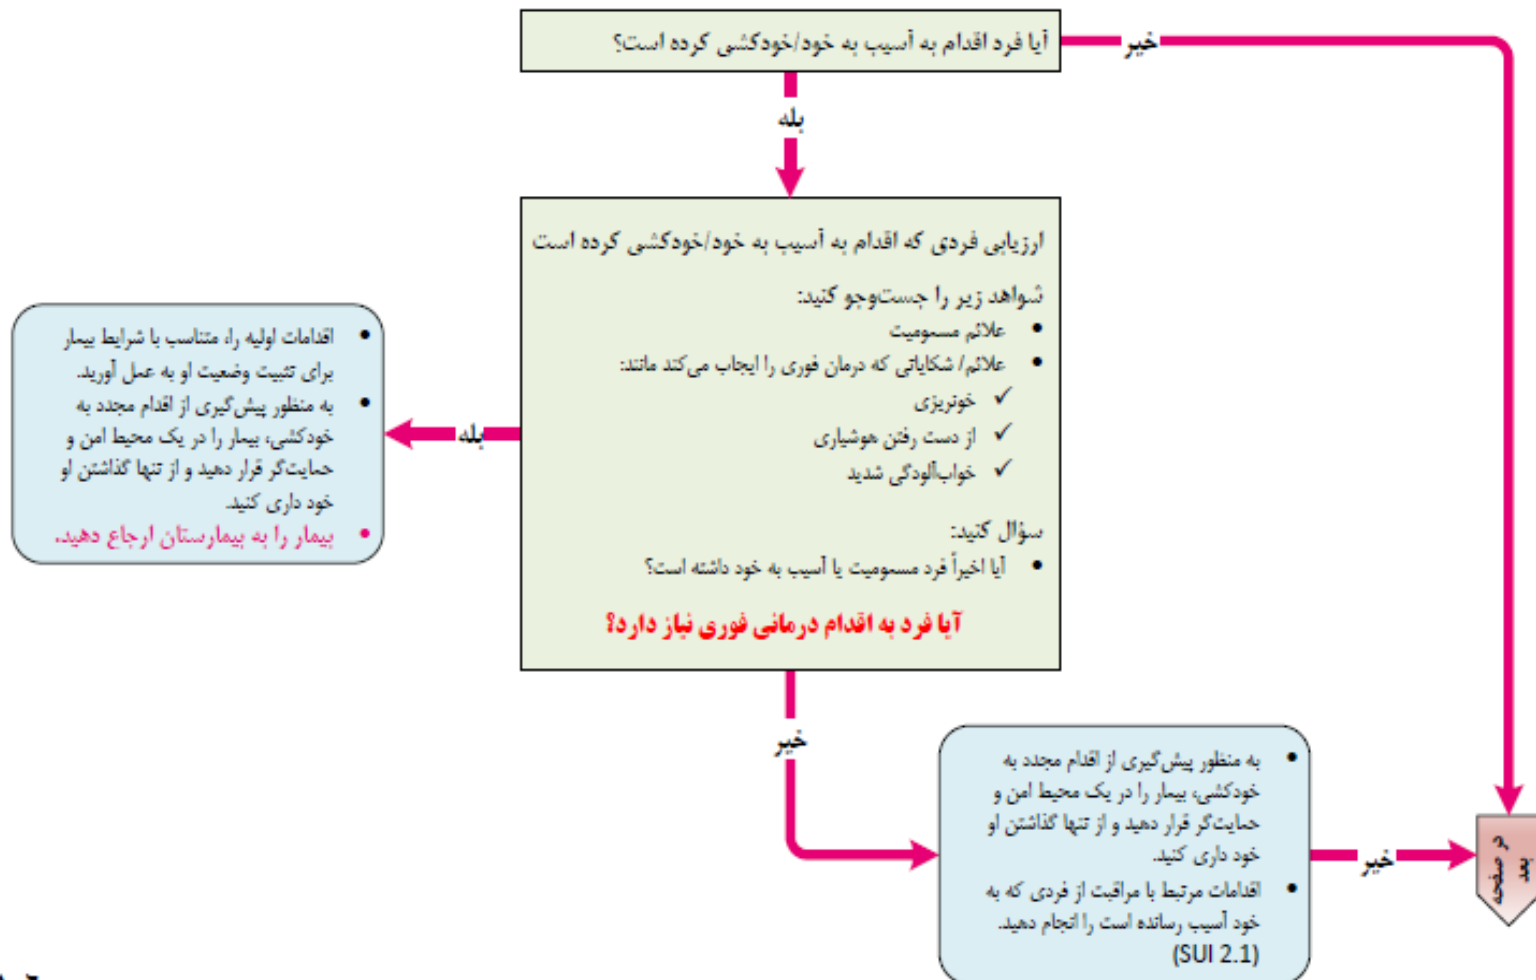 آیا فرد اقدام به آسیب به خود/خودکشی کرده است؟
خیر
بله
ارزیابی فردی که اقدام به آسیب به خود/خودکشی کرده است
شواهد زیر را جست‌وجو کنید:
• علائم مسمومیت
• علائم/ شکایاتی که درمان فوری را ایجاب می‌کند مانند:
✓ خونریزی
✓ از دست رفتن هوشیاری
✓ خواب‌آلودگی شدید
سؤال کنید:
• آیا اخیراً فرد مسمومیت یا آسیب به خود داشته است؟
آیا فرد به اقدام درمانی فوری نیاز دارد؟
بله
• اقدامات اولیه را، متناسب با شرایط بیمار
برای تثبیت وضعیت او به عمل آورید.
• به منظور پیش‌گیری از اقدام مجدد به
خودکشی، بیمار را در یک محیط امن و
حمایت‌گر قرار دهید و از تنها گذاشتن او
خود داری کنید.
• بیمار را به بیمارستان ارجاع دهید.
خیر
• به منظور پیش‌گیری از اقدام مجدد به
خودکشی، بیمار را در یک محیط امن و
حمایت‌گر قرار دهید و از تنها گذاشتن او
خود داری کنید.
• اقدامات مرتبط با مراقبت از فردی که به
خود آسیب رسانده است را انجام دهید.
(SUI 2.1)
خیر
در صفحه
بعد